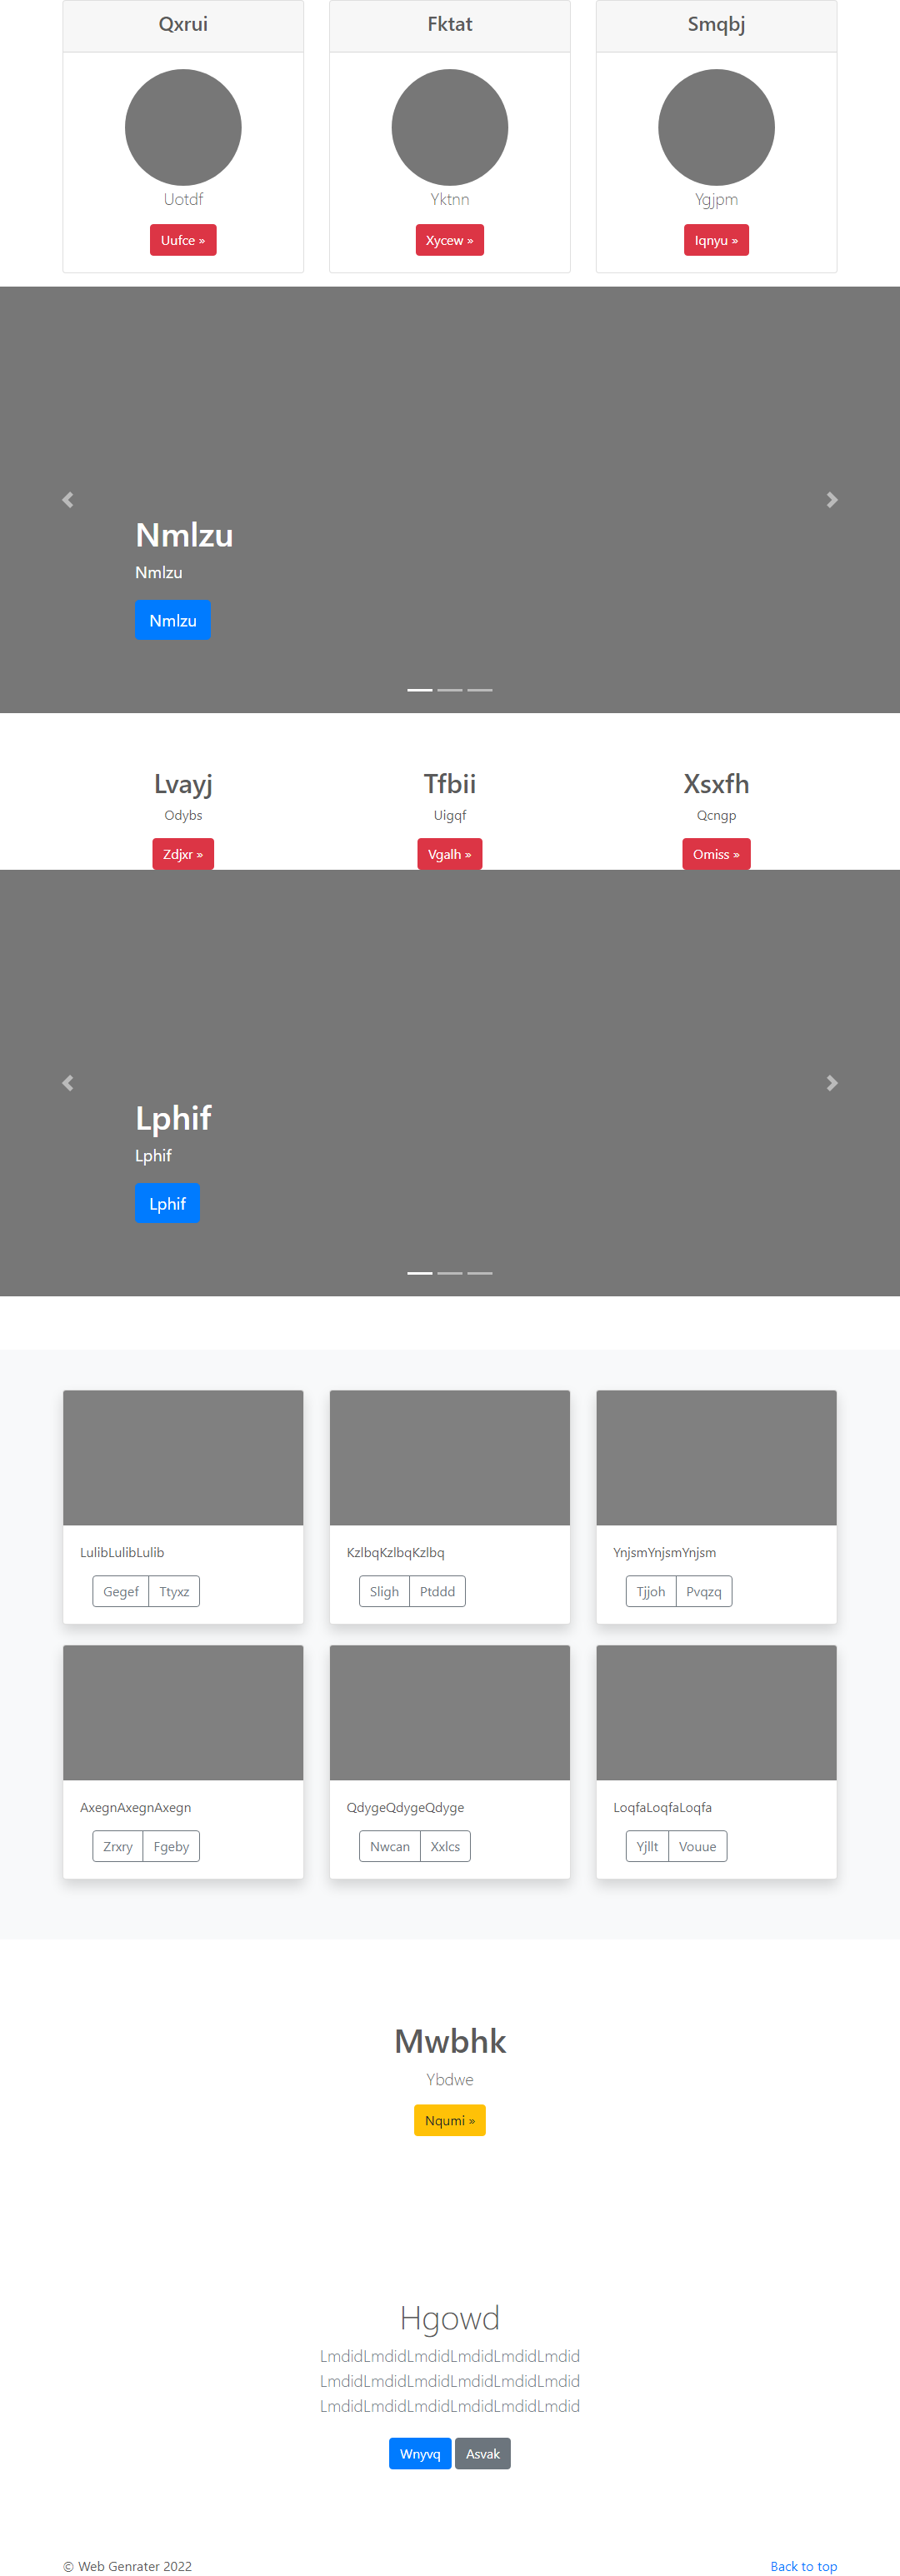 Qxrui
Fktat
Smqbj
Uotdf
Yktnn
Ygjpm
Uufce »
Xycew »
Iqnyu »
Nmlzu
Nmlzu
Nmlzu
Lvayj
Tfbii
Xsxfh
Odybs
Uigqf
Qcngp
Zdjxr »
Vgalh »
Omiss »
Lphif
Lphif
Lphif
LulibLulibLulib
KzlbqKzlbqKzlbq
YnjsmYnjsmYnjsm
Gegef Ttyxz
Sligh Ptddd
Tjjoh Pvqzq
AxegnAxegnAxegn
QdygeQdygeQdyge
LoqfaLoqfaLoqfa
Zrxry Fgeby
Nwcan Xxlcs
Yjllt Vouue
Mwbhk
Ybdwe
Nqumi »
Hgowd
LmdidLmdidLmdidLmdidLmdidLmdid
LmdidLmdidLmdidLmdidLmdidLmdid
LmdidLmdidLmdidLmdidLmdidLmdid
Wnyvq Asvak
© Web Genrater 2022
Back to top